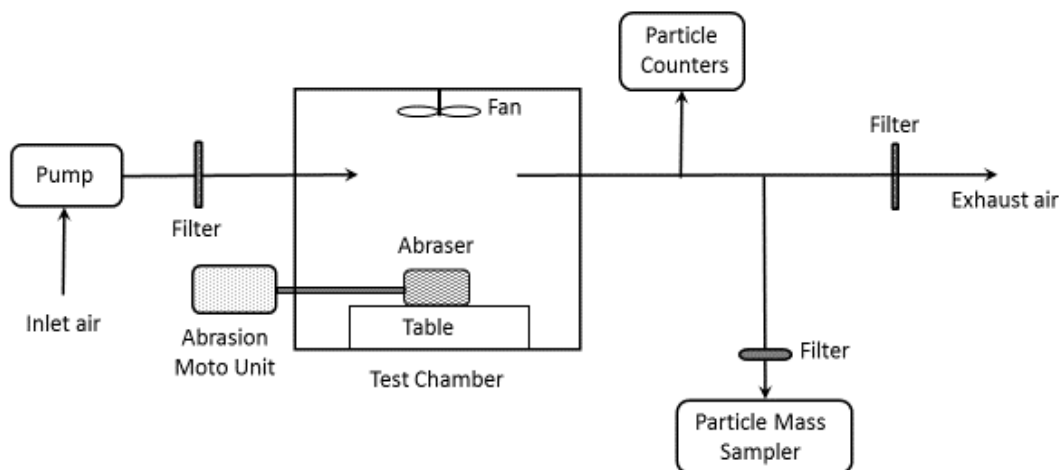 Particle
Counters
Fan
Filter
Pump
Exhaust air
Filter
Abraser
Inlet air
Table
Abrasion
Moto Unit
Test Chamber
Filter
Particle Mass
Sampler